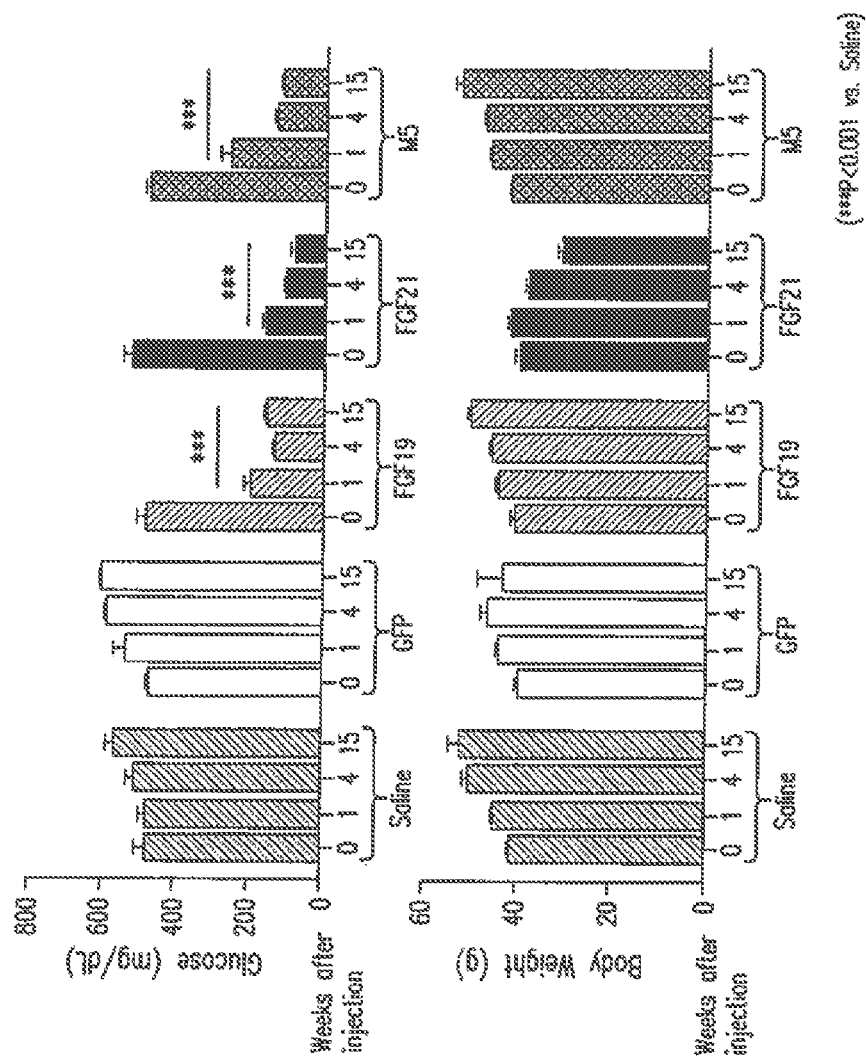 Glucose (mg/dL)
800
600
400
200
0
*** *** ***
Weeks after
injection
0 1 4 15 0 1 4 15 0 1 4 15 0 1 4 15 0 1 4 15
Saline GFP FGF19 FGF21 M5
Body Weight (g)
60
40
20
0
Weeks after
injection
0 1 4 15 0 1 4 15 0 1 4 15 0 1 4 15 0 1 4 15
Saline GFP FGF19 FGF21 M5
(***P<0.001 vs. Saline)